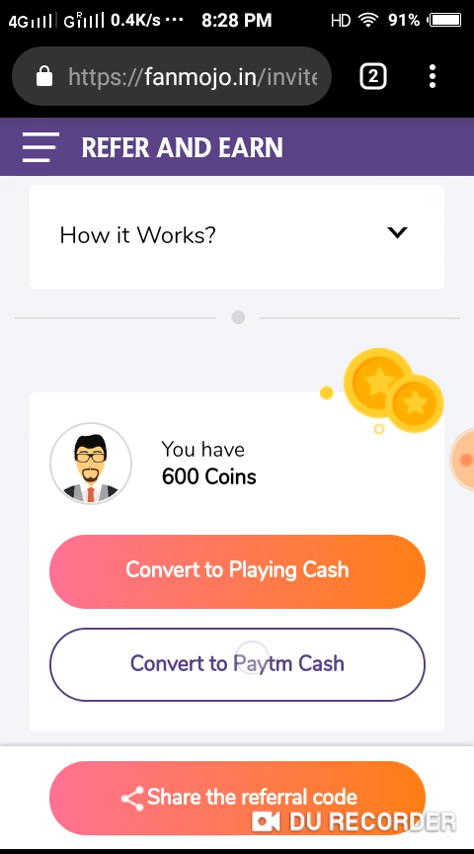 4G R G 0.4K/s ... 8:28 PM HD 91%
https://fanmojo.in/invite
2
REFER AND EARN
How it Works?
You have
600 Coins
Convert to Playing Cash
Convert to Paytm Cash
Share the referral code
DU RECORDER